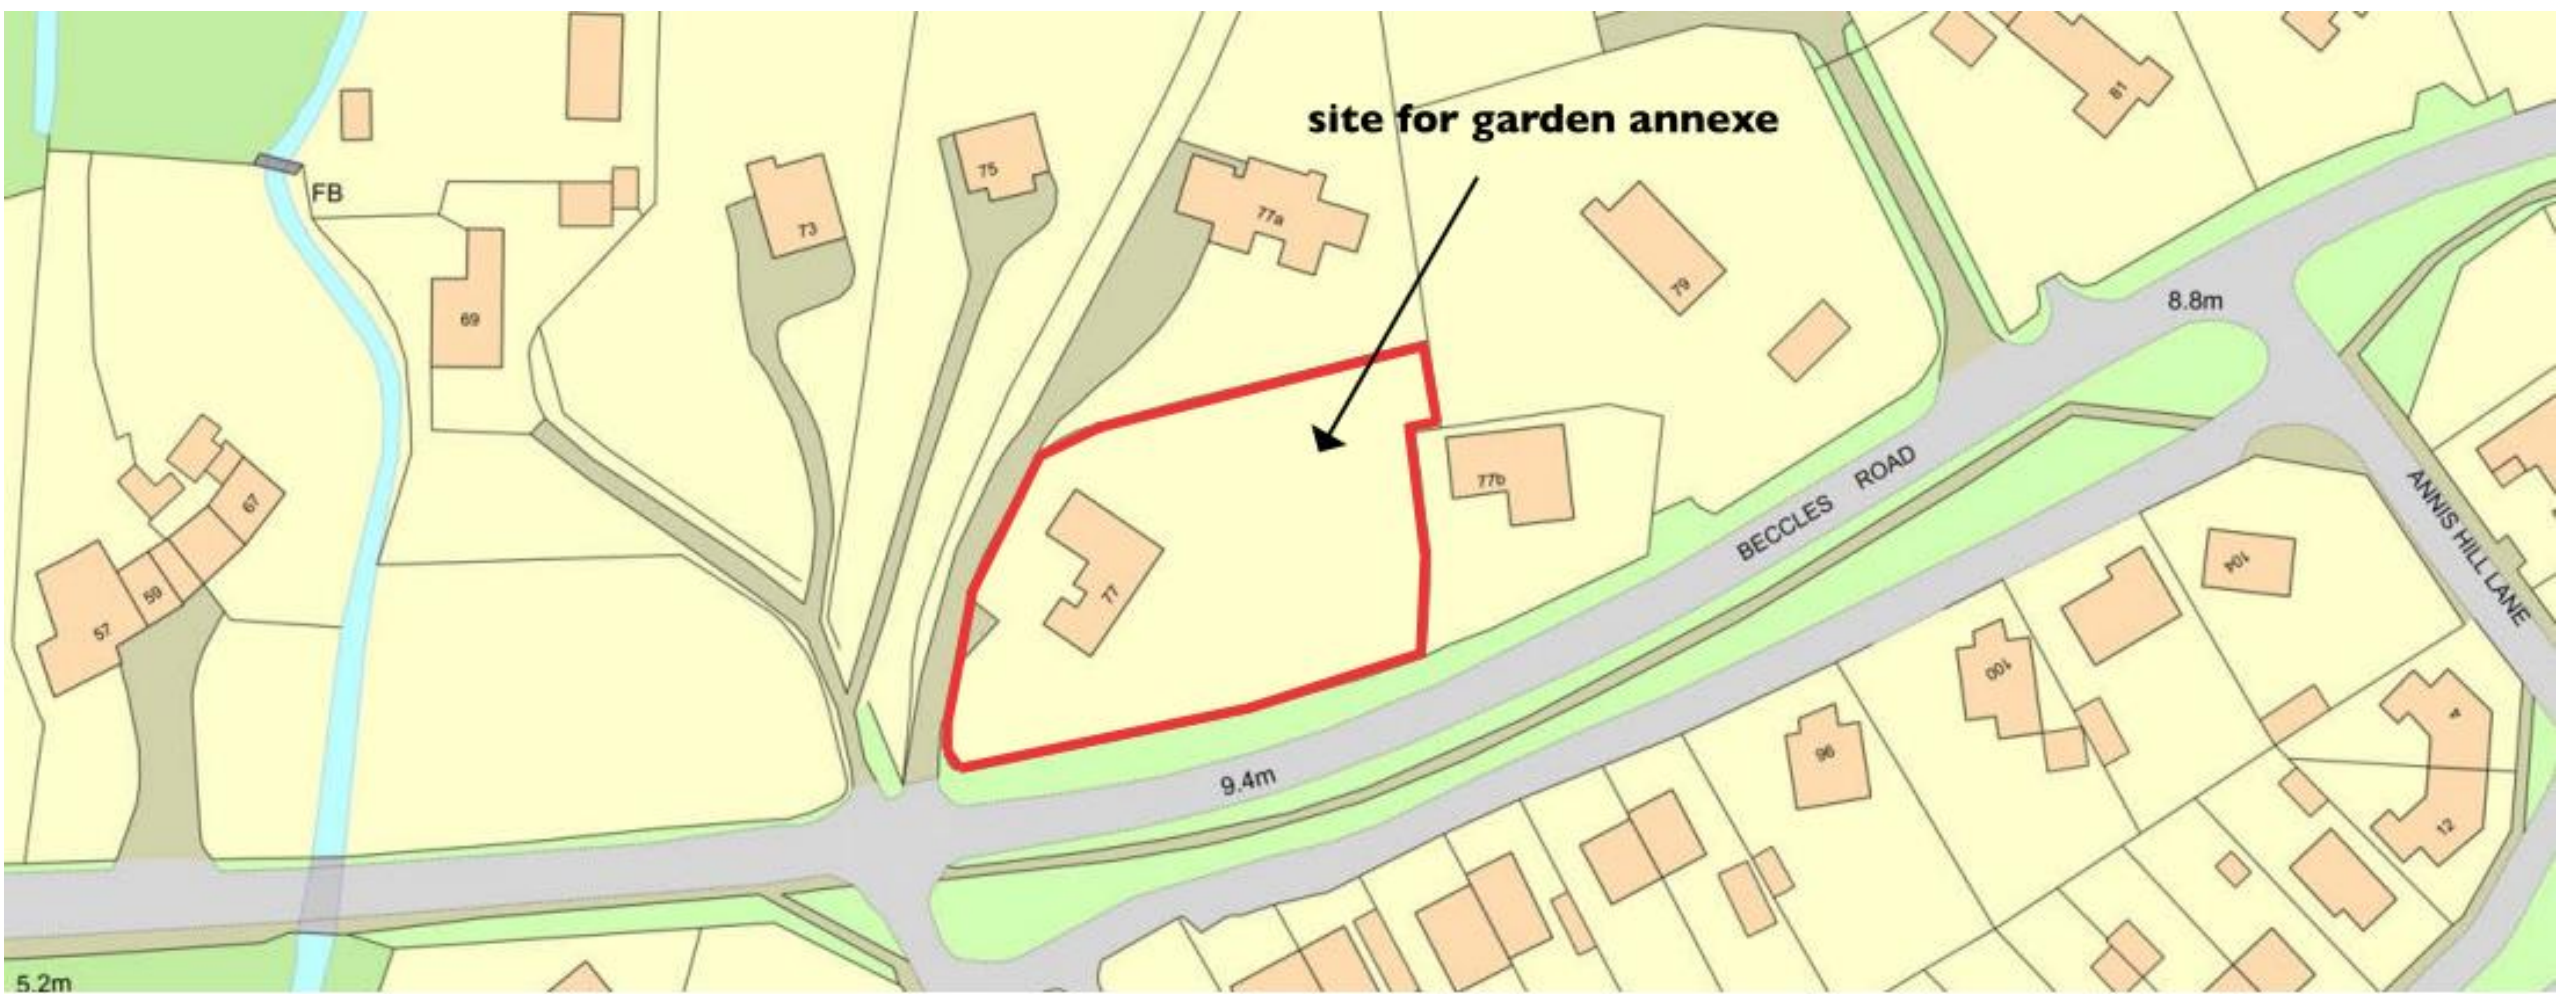 site for garden annexe
81
FB
75
73
77a
79
69
8.8m
77b
67
BECCLES ROAD
ANNIS HILL LANE
104
59
77
57
100
4
96
9.4m
12
5.2m